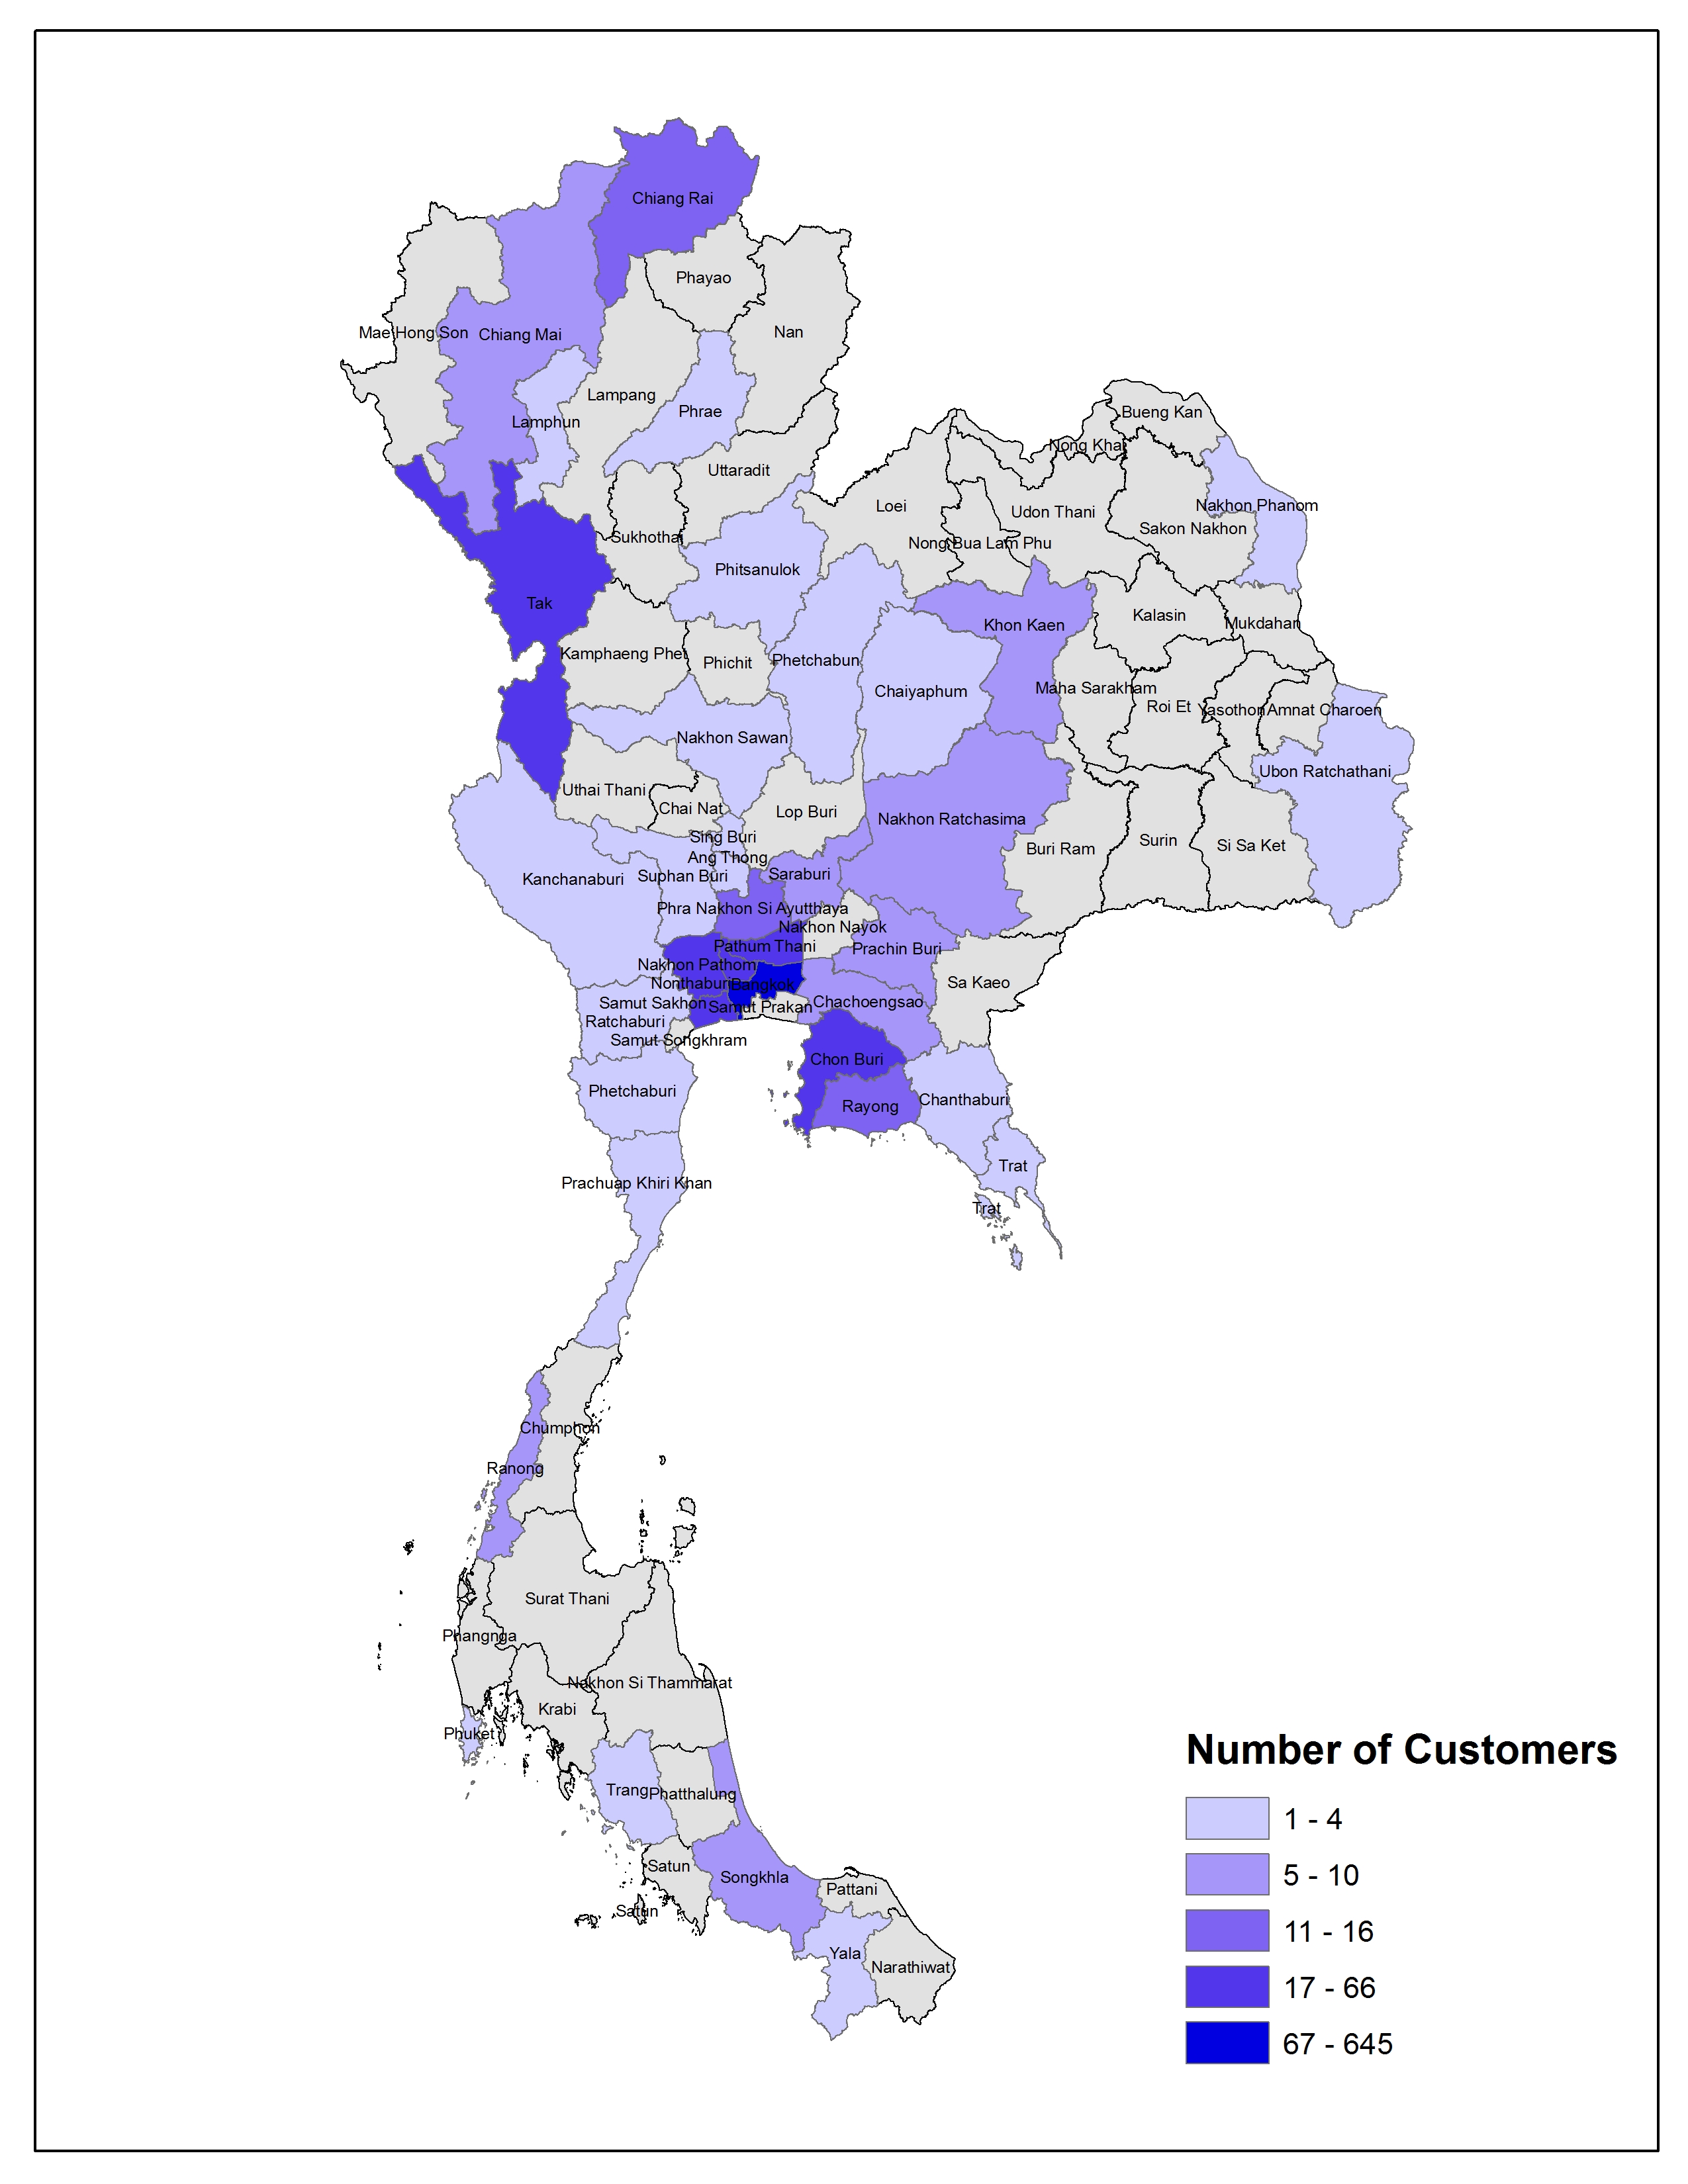 Chiang Rai
Phayao
Mae Hong Son
Chiang Mai
Nan
Lampang
Phrae
Lamphun
Bueng Kan
Nong Khai
Uttaradit
Loei
Nakhon Phanom
Udon Thani
Sakon Nakhon
Sukhothai
Nong Bua Lam Phu
Phitsanulok
Tak
Kalasin
Khon Kaen
Mukdahan
Kamphaeng Phet
Phichit
Phetchabun
Chaiyaphum
Maha Sarakham
Roi Et
Yasothon
Amnat Charoen
Nakhon Sawan
Ubon Ratchathani
Uthai Thani
Chai Nat
Lop Buri
Nakhon Ratchasima
Sing Buri
Surin
Si Sa Ket
Buri Ram
Ang Thong
Saraburi
Suphan Buri
Kanchanaburi
Phra Nakhon Si Ayutthaya
Nakhon Nayok
Pathum Thani
Prachin Buri
Nakhon Pathom
Nonthaburi
Bangkok
Sa Kaeo
Samut Sakhon
Samut Prakan
Chachoengsao
Ratchaburi
Samut Songkhram
Chon Buri
Phetchaburi
Rayong
Chanthaburi
Trat
Prachuap Khiri Khan
Trat
Chumphon
Ranong
Surat Thani
Phangnga
Nakhon Si Thammarat
Krabi
Phuket
Trang
Phatthalung
Satun
Songkhla
Pattani
Satun
Yala
Narathiwat
Number of Customers
1 - 4
5 - 10
11 - 16
17 - 66
67 - 645